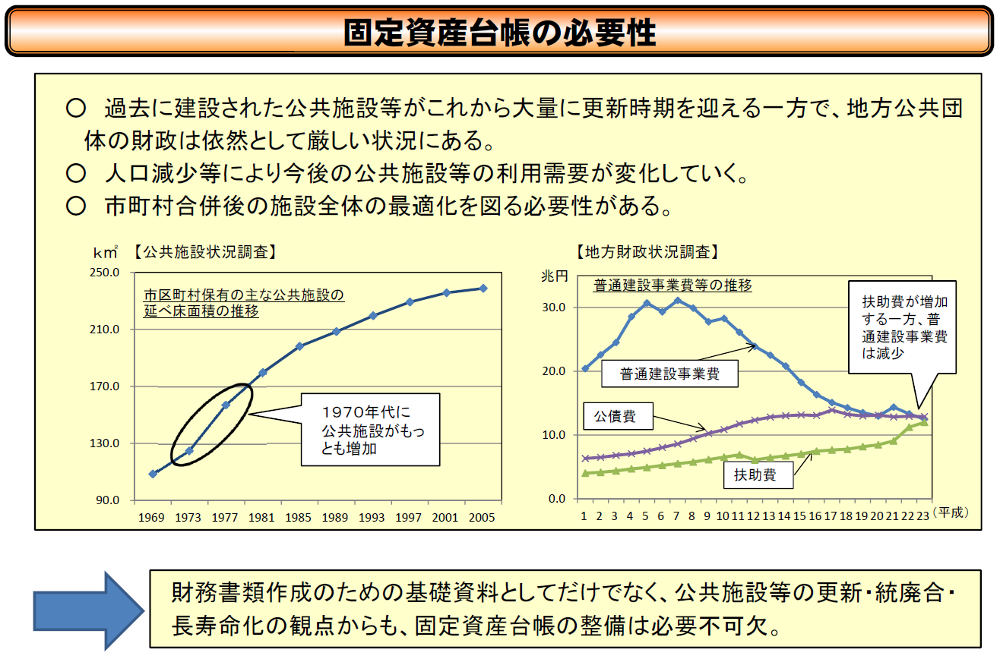 固定資産台帳の必要性
○ 過去に建設された公共施設等がこれから大量に更新時期を迎える一方で、地方公共団
体の財政は依然として厳しい状況にある。
○ 人口減少等により今後の公共施設等の利用需要が変化していく。
○ 市町村合併後の施設全体の最適化を図る必要性がある。
k㎡ 【公共施設状況調査】
250.0
210.0
170.0
130.0
90.0
市区町村保有の主な公共施設の
延べ床面積の推移
1970年代に
公共施設がもっ
とも増加
1969 1973 1977 1981 1985 1989 1993 1997 2001 2005
【地方財政状況調査】
兆円
30.0
20.0
10.0
0.0
普通建設事業費等の推移
扶助費が増加
する一方、普
通建設事業費
は減少
普通建設事業費
公債費
扶助費
1 2 3 4 5 6 7 8 9 10 11 12 13 14 15 16 17 18 19 20 21 22 23 (平成)
財務書類作成のための基礎資料としてだけでなく、公共施設等の更新・統廃合・
長寿命化の観点からも、固定資産台帳の整備は必要不可欠。